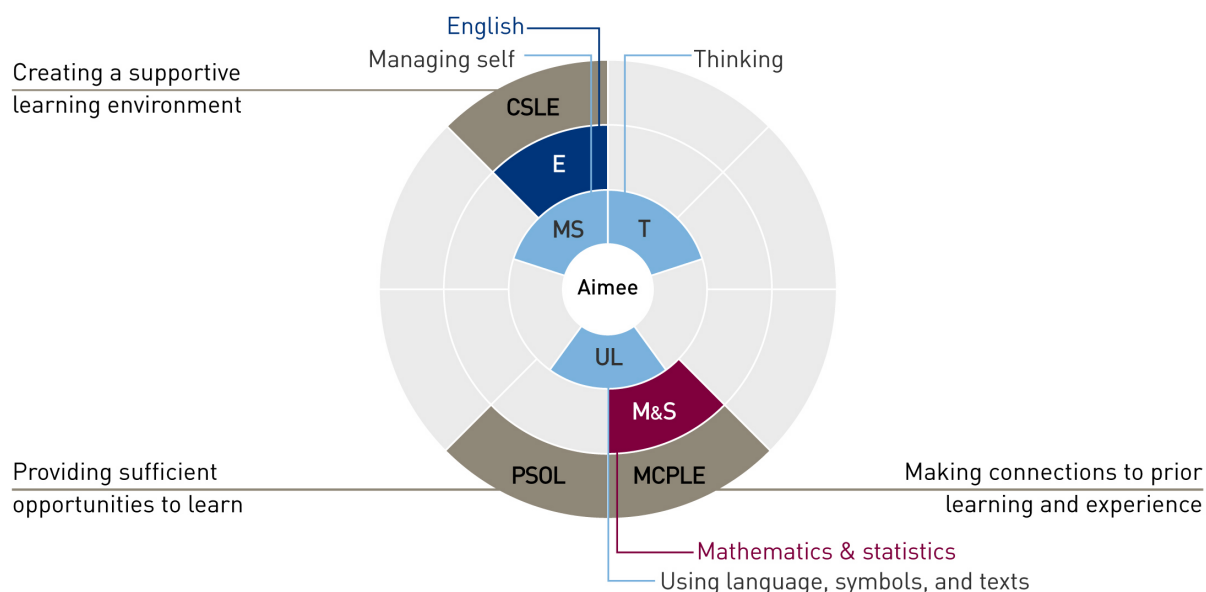 English
Managing self
Thinking
Creating a supportive
learning environment
CSLE
E
MS
T
Aimee
UL
M&S
PSOL
MCPLE
Providing sufficient
opportunities to learn
Making connections to prior
learning and experience
Mathematics & statistics
Using language, symbols, and texts